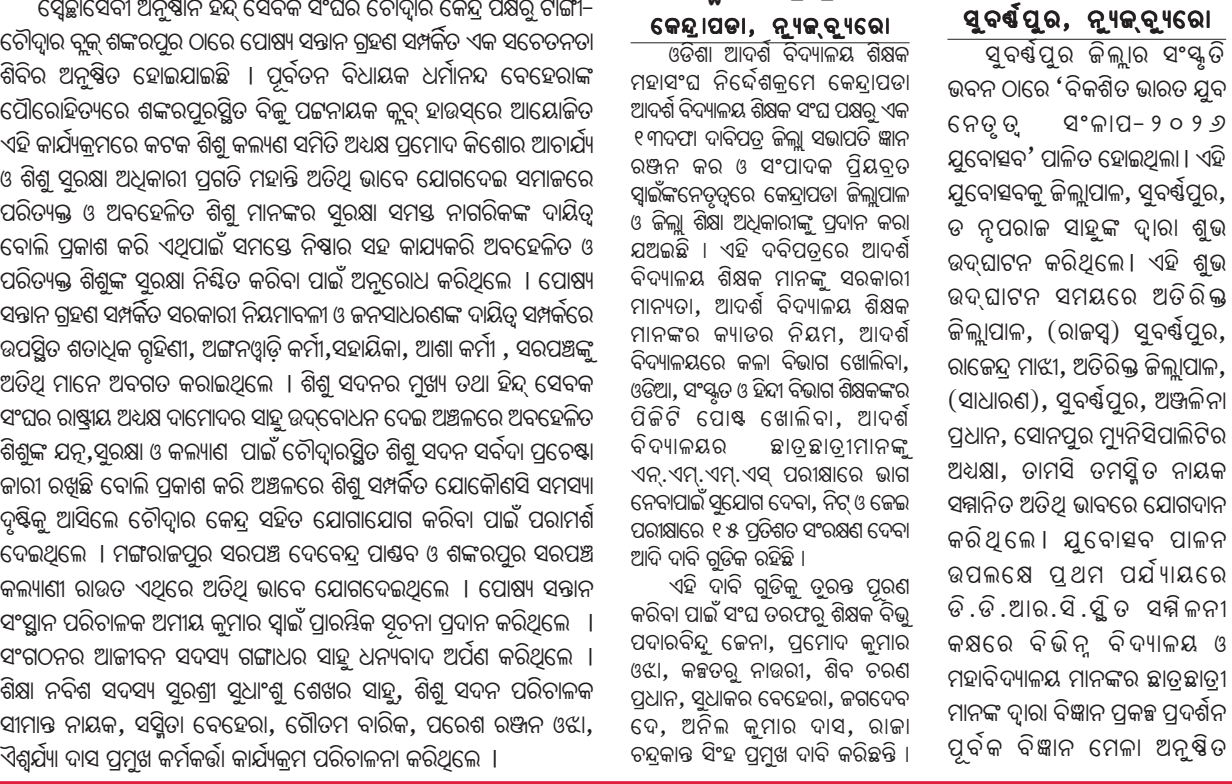 ସ୍ୱେଚ୍ଛାସେବୀ ଅନୁଷ୍ଠାନ ହିନ୍ଦ୍ ସେବକ ସଂଘର ଚୌଦ୍ୱାର କେନ୍ଦ୍ର ପକ୍ଷରୁ ଟାଙ୍ଗୀ-
ଚୌଦ୍ୱାର ବ୍ଲକ୍ ଶଙ୍କରପୁର ଠାରେ ପୋଷ୍ୟ ସନ୍ତାନ ଗ୍ରହଣ ସମ୍ପର୍କିତ ଏକ ସଚେତନତା
ଶିବିର ଅନୁଷ୍ଠିତ ହୋଇଯାଇଛି । ପୂର୍ବତନ ବିଧାୟକ ଧର୍ମାନନ୍ଦ ବେହେରାଙ୍କ
ପୌରୋହିତ୍ୟରେ ଶଙ୍କରପୁରସ୍ଥିତ ବିଜୁ ପଟ୍ଟନାୟକ କ୍ଲବ୍ ହାଉସ୍‌ରେ ଆୟୋଜିତ
ଏହି କାର୍ଯ୍ୟକ୍ରମରେ କଟକ ଶିଶୁ କଲ୍ୟଣ ସମିତି ଅଧ୍ୟକ୍ଷ ପ୍ରମୋଦ କିଶୋର ଆଚାର୍ଯ୍ୟ
ଓ ଶିଶୁ ସୁରକ୍ଷା ଅଧିକାରୀ ପ୍ରଗତି ମହାନ୍ତି ଅତିଥି ଭାବେ ଯୋଗଦେଇ ସମାଜରେ
ପରିତ୍ୟକ୍ତ ଓ ଅବହେଳିତ ଶିଶୁ ମାନଙ୍କର ସୁରକ୍ଷା ସମସ୍ତ ନାଗରିକଙ୍କ ଦାୟିତ୍ୱ
ବୋଲି ପ୍ରକାଶ କରି ଏଥିପାଇଁ ସମସ୍ତେ ନିଷ୍ଠାର ସହ କାଯ୍ୟକରି ଅବହେଳିତ ଓ
ପରିତ୍ୟକ୍ତ ଶିଶୁଙ୍କ ସୁରକ୍ଷା ନିଶ୍ଚିତ କରିବା ପାଇଁ ଅନୁରୋଧ କରିଥିଲେ । ପୋଷ୍ୟ
ସନ୍ତାନ ଗ୍ରହଣ ସମ୍ପର୍କିତ ସରକାରୀ ନିୟମାବଳୀ ଓ ଜନସାଧରଣଙ୍କ ଦାୟିତ୍ୱ ସମ୍ପର୍କରେ
ଉପସ୍ଥିତ ଶତାଧିକ ଗୃହିଣୀ, ଅଙ୍ଗନୱାଡ଼ି କର୍ମୀ,ସହାୟିକା, ଆଶା କର୍ମୀ , ସରପଞ୍ଚଙ୍କୁ
ଅତିଥି ମାନେ ଅବଗତ କରାଇଥିଲେ । ଶିଶୁ ସଦନର ମୁଖ୍ୟ ତଥା ହିନ୍ଦ୍ ସେବକ
ସଂଘର ରାଷ୍ଟ୍ରୀୟ ଅଧ୍ୟକ୍ଷ ଦାମୋଦର ସାହୁ ଉଦ୍‌ବୋଧନ ଦେଇ ଅଞ୍ଚଳରେ ଅବହେଳିତ
ଶିଶୁଙ୍କ ଯତ୍ନ,ସୁରକ୍ଷା ଓ କଲ୍ୟାଣ ପାଇଁ ଚୌଦ୍ୱାରସ୍ଥିତ ଶିଶୁ ସଦନ ସର୍ବଦା ପ୍ରଚେଷ୍ଟା
ଜାରୀ ରଖିଛି ବୋଲି ପ୍ରକାଶ କରି ଅଞ୍ଚଳରେ ଶିଶୁ ସମ୍ପର୍କିତ ଯୋକୌଣସି ସମସ୍ୟା
ଦୃଷ୍ଟିକୁ ଆସିଲେ ଚୌଦ୍ୱାର କେନ୍ଦ୍ର ସହିତ ଯୋଗାଯୋଗ କରିବା ପାଇଁ ପରାମର୍ଶ
ଦେଇଥିଲେ । ମଙ୍ଗରାଜପୁର ସରପଞ୍ଚ ଦେବେନ୍ଦ୍ର ପାଣ୍ଡବ ଓ ଶଙ୍କରପୁର ସରପଞ୍ଚ
କଲ୍ୟାଣୀ ରାଉତ ଏଥିରେ ଅତିଥି ଭାବେ ଯୋଗଦେଇଥିଲେ । ପୋଷ୍ୟ ସନ୍ତାନ
ସଂସ୍ଥାନ ପରିଚାଳକ ଅମୀୟ କୁମାର ସ୍ୱାଇଁ ପ୍ରାରମ୍ଭିକ ସୂଚନା ପ୍ରଦାନ କରିଥିଲେ ।
ସଂଗଠନର ଆଜୀବନ ସଦସ୍ୟ ଗଙ୍ଗାଧର ସାହୁ ଧନ୍ୟବାଦ ଅର୍ପଣ କରିଥିଲେ ।
ଶିକ୍ଷା ନବିଶ ସଦସ୍ୟ ସୁରଶ୍ରୀ ସୁଧାଂଶୁ ଶେଖର ସାହୁ, ଶିଶୁ ସଦନ ପରିଚାଳକ
ସୀମାନ୍ତ ନାୟକ, ସସ୍ମିତା ବେହେରା, ଗୌତମ ବାରିକ, ପରେଶ ରଞ୍ଜନ ଓଝା,
ଏଶ୍ୱର୍ଯ୍ୟା ଦାସ ପ୍ରମୁଖ କର୍ମକର୍ତ୍ତା କାର୍ଯ୍ୟକ୍ରମ ପରିଚାଳନା କରିଥିଲେ ।
କେନ୍ଦ୍ରାପଡା, ନ୍ୟୁଜ୍‌ବ୍ୟୁରୋ
ଓଡିଶା ଆଦର୍ଶ ବିଦ୍ୟାଳୟ ଶିକ୍ଷକ
ମହାସଂଘ ନିର୍ଦ୍ଦେଶକ୍ରମେ କେନ୍ଦ୍ରାପଡା
ଆଦର୍ଶ ବିଦ୍ୟାଳୟ ଶିକ୍ଷକ ସଂଘ ପକ୍ଷରୁ ଏକ
୧୩ଦଫା ଦାବିପତ୍ର ଜିଲ୍ଲା ସଭାପତି ଜ୍ଞାନ
ରଞ୍ଜନ କର ଓ ସଂପାଦକ ପ୍ରିୟବ୍ରତ
ସ୍ୱାଇଁଙ୍କନେତୃତ୍ୱରେ କେନ୍ଦ୍ରାପଡା ଜିଲ୍ଲାପାଳ
ଓ ଜିଲ୍ଲା ଶିକ୍ଷା ଅଧିକାରୀଙ୍କୁ ପ୍ରଦାନ କରା
ଯଅଇଛି । ଏହି ଦବିପତ୍ରରେ ଆଦର୍ଶ
ବିଦ୍ୟାଳୟ ଶିକ୍ଷକ ମାନଙ୍କୁ ସରକାରୀ
ମାନ୍ୟତା, ଆଦର୍ଶ ବିଦ୍ୟାଳୟ ଶିକ୍ଷକ
ମାନଙ୍କର କ୍ୟାଡର ନିୟମ, ଆଦର୍ଶ
ବିଦ୍ୟାଳୟରେ କଳା ବିଭାଗ ଖୋଲିବା,
ଓଡିଆ, ସଂସ୍କୃତ ଓ ହିନ୍ଦୀ ବିଭାଗ ଶିକ୍ଷକଙ୍କର
ପିଜିଟି ପୋଷ୍ଟ ଖୋଲିବା, ଆଦର୍ଶ
ବିଦ୍ୟାଳୟର ଛାତ୍ରଛାତ୍ରୀମାନଙ୍କୁ
ଏନ୍.ଏମ୍.ଏମ୍.ଏସ୍ ପରୀକ୍ଷାରେ ଭାଗ
ନେବାପାଇଁ ସୁଯୋଗ ଦେବା, ନିଟ୍ ଓ ଜେଇ
ପରୀକ୍ଷାରେ ୧୫ ପ୍ରତିଶତ ସଂରକ୍ଷଣ ଦେବା
ଆଦି ଦାବି ଗୁଡିକ ରହିଛି ।
ଏହି ଦାବି ଗୁଡିକୁ ତୁରନ୍ତ ପୂରଣ
କରିବା ପାଇଁ ସଂଘ ତରଫରୁ ଶିକ୍ଷକ ବିଭୁ
ପଦାରବିନ୍ଦୁ ଜେନା, ପ୍ରମୋଦ କୁମାର
ଓଝା, କଳ୍ପତରୁ ନାଉରୀ, ଶିବ ଚରଣ
ପ୍ରଧାନ, ସୁଧାକର ବେହେରା, ଜଗଦେବ
ଦେ, ଅନିଲ କୁମାର ଦାସ, ରାଜା
ଚନ୍ଦ୍ରକାନ୍ତ ସିଂହ ପ୍ରମୁଖ ଦାବି କରିଛନ୍ତି ।
ସୁବର୍ଣ୍ଣପୁର, ନ୍ୟୁଜ୍‌ବ୍ୟୁରୋ
ସୁବର୍ଣ୍ଣପୁର ଜିଲ୍ଲାର ସଂସ୍କୃତି
ଭବନ ଠାରେ ‘ବିକଶିତ ଭାରତ ଯୁବ
ନେତୃତ୍ୱ ସଂଳାପ-୨୦୨୬
ଯୁବୋତ୍ସବ’ ପାଳିତ ହୋଇଥିଲା। ଏହି
ଯୁବୋତ୍ସବକୁ ଜିଲ୍ଲାପାଳ, ସୁବର୍ଣ୍ଣପୁର,
ଡ ନୃପରାଜ ସାହୁଙ୍କ ଦ୍ୱାରା ଶୁଭ
ଉଦ୍‌ଘାଟନ କରିଥିଲେ। ଏହି ଶୁଭ
ଉଦ୍‌ଘାଟନ ସମୟରେ ଅତିରିକ୍ତ
ଜିଲ୍ଲାପାଳ, (ରାଜସ୍ୱ) ସୁବର୍ଣ୍ଣପୁର,
ରାଜେନ୍ଦ୍ର ମାଝୀ, ଅତିରିକ୍ତ ଜିଲ୍ଲାପାଳ,
(ସାଧାରଣ), ସୁବର୍ଣ୍ଣପୁର, ଅଞ୍ଜଳିନା
ପ୍ରଧାନ, ସୋନପୁର ମ୍ୟୁନିସିପାଲିଟିର
ଅଧ୍ୟକ୍ଷା, ତାମସି ତମସ୍ମିତ ନାୟକ
ସମ୍ମାନିତ ଅତିଥି ଭାବରେ ଯୋଗଦାନ
କରିଥିଲେ। ଯୁବୋତ୍ସବ ପାଳନ
ଉପଲକ୍ଷେ ପ୍ରଥମ ପର୍ଯ୍ୟାୟରେ
ଡି.ଡି.ଆର.ସି.ସ୍ଥିତ ସମ୍ମିଳନୀ
କକ୍ଷରେ ବିଭିନ୍ନ ବିଦ୍ୟାଳୟ ଓ
ମହାବିଦ୍ୟାଳୟ ମାନଙ୍କର ଛାତ୍ରଛାତ୍ରୀ
ମାନଙ୍କ ଦ୍ୱାରା ବିଜ୍ଞାନ ପ୍ରକଳ୍ପ ପ୍ରଦର୍ଶନ
ପୂର୍ବକ ବିଜ୍ଞାନ ମେଳା ଅନୁଷ୍ଠିତ